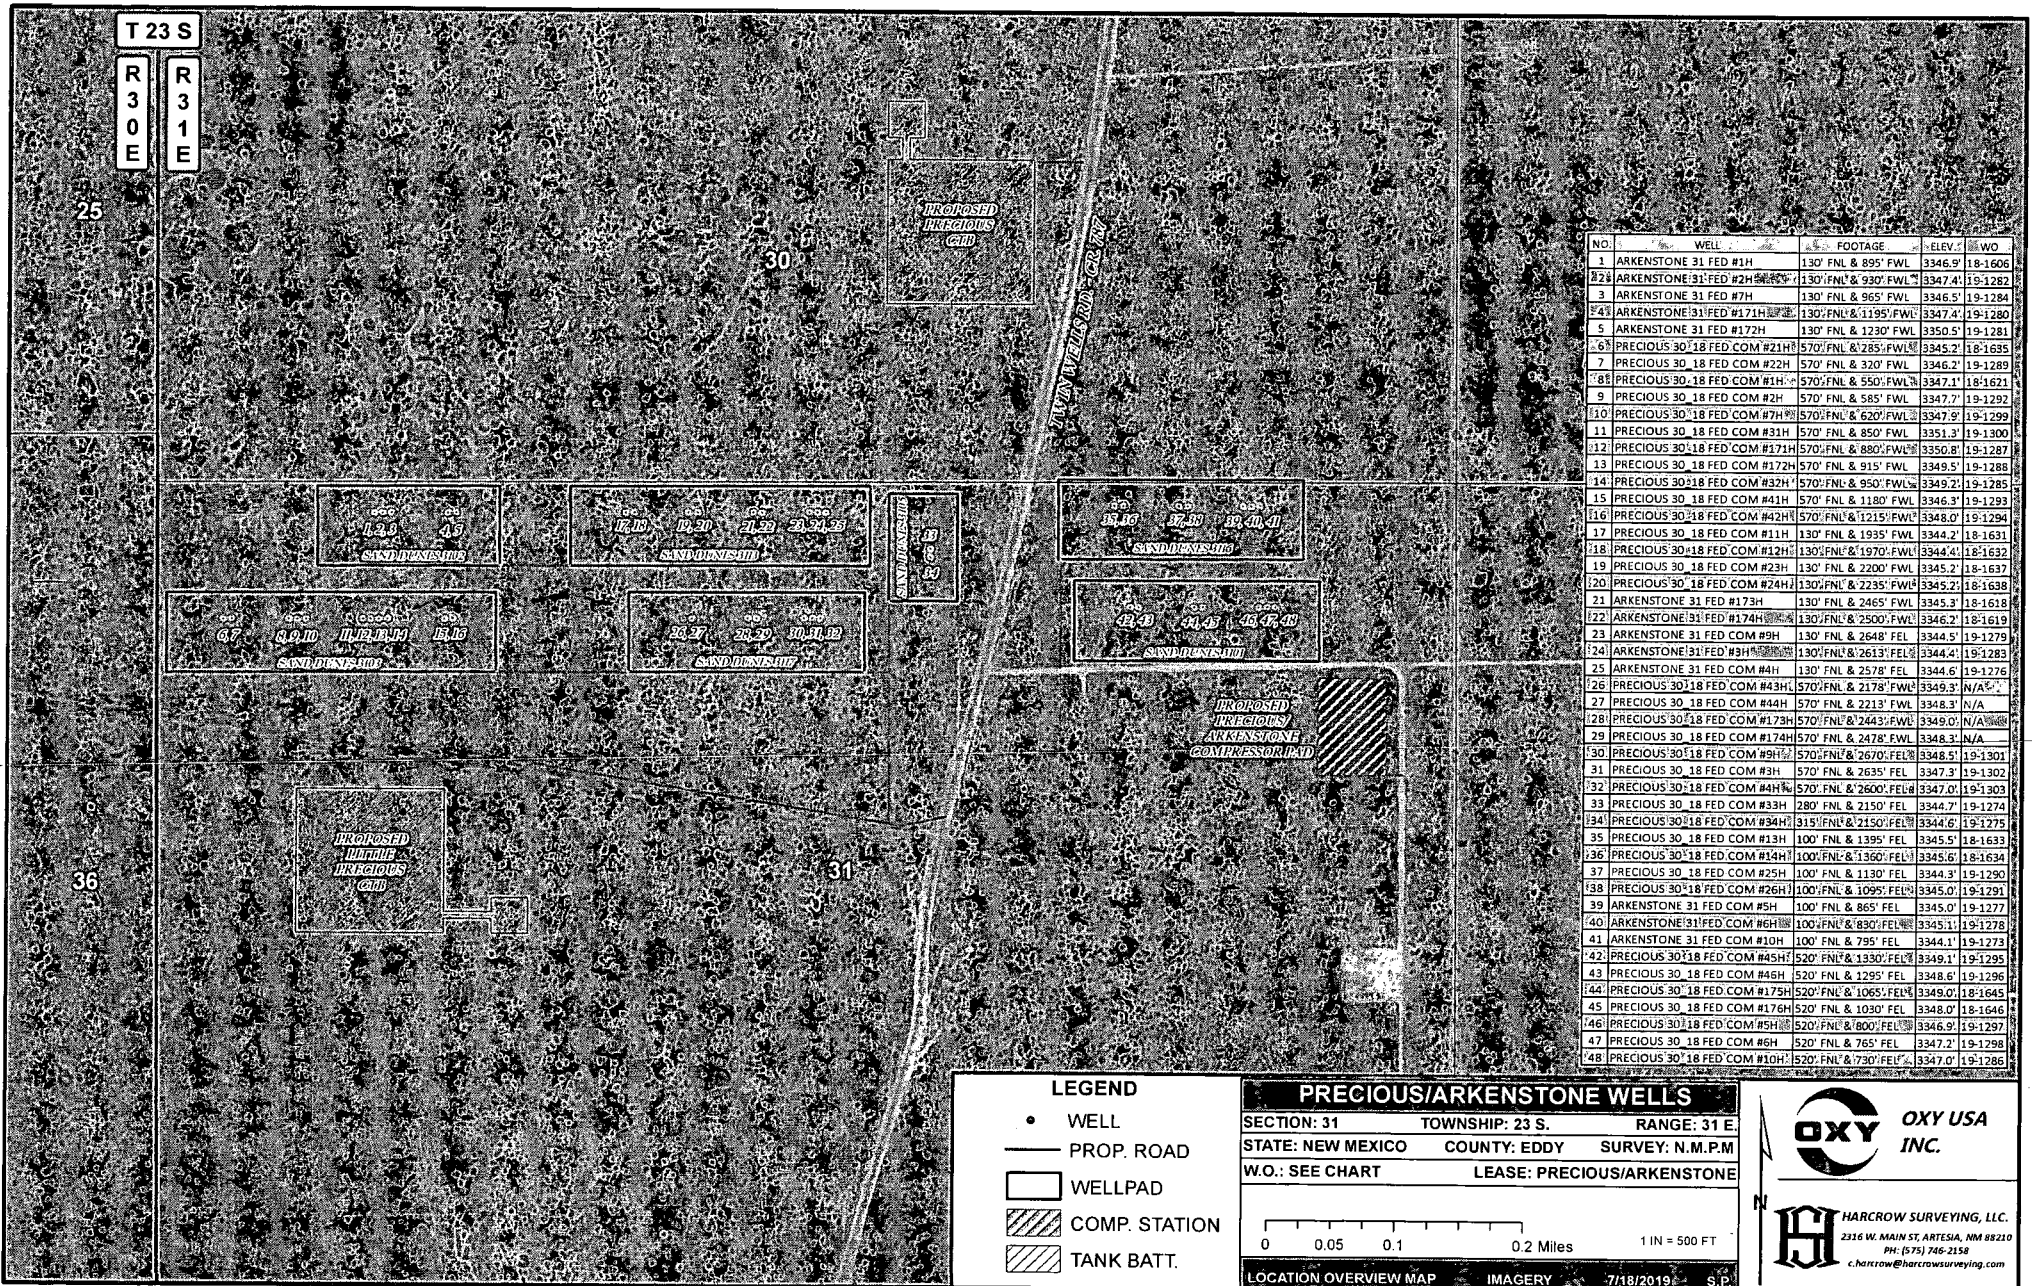 T 23 S
R 30 E
R 31 E
25
30
PROPOSED
PRECIOUS
CTB
TWIN WELLS RD. CR 787
1, 2, 3 4, 5
SAND DUNES
17, 18 19, 20 21, 22 23, 24, 25
SAND DUNES
SAND DUNES
33
34
35, 36 37, 38 39, 40, 41
SAND DUNES
6, 7 8, 9, 10 11, 12, 13, 14 15, 16
SAND DUNES
26, 27 28, 29 30, 31, 32
SAND DUNES
42, 43 44, 45 46, 47, 48
SAND DUNES
PROPOSED
PRECIOUS/
ARKENSTONE
COMPRESSOR PAD
PROPOSED
LITTLE
PRECIOUS
CTB
36
31
NO. WELL FOOTAGE ELEV. WO
1 ARKENSTONE 31 FED #1H 130' FNL & 895' FWL 3346.9' 18-1606
2 ARKENSTONE 31 FED #2H 130' FNL & 930' FWL 3347.4' 19-1282
3 ARKENSTONE 31 FED #7H 130' FNL & 965' FWL 3346.5' 19-1284
4 ARKENSTONE 31 FED #171H 130' FNL & 1195' FWL 3347.4' 19-1280
5 ARKENSTONE 31 FED #172H 130' FNL & 1230' FWL 3350.5' 19-1281
6 PRECIOUS 30_18 FED COM #21H 570' FNL & 285' FWL 3345.2' 18-1635
7 PRECIOUS 30_18 FED COM #22H 570' FNL & 320' FWL 3346.2' 19-1289
8 PRECIOUS 30_18 FED COM #1H 570' FNL & 550' FWL 3347.1' 18-1621
9 PRECIOUS 30_18 FED COM #2H 570' FNL & 585' FWL 3347.7' 19-1292
10 PRECIOUS 30_18 FED COM #7H 570' FNL & 620' FWL 3347.9' 19-1299
11 PRECIOUS 30_18 FED COM #31H 570' FNL & 850' FWL 3351.3' 19-1300
12 PRECIOUS 30_18 FED COM #171H 570' FNL & 880' FWL 3350.8' 19-1287
13 PRECIOUS 30_18 FED COM #172H 570' FNL & 915' FWL 3349.5' 19-1288
14 PRECIOUS 30_18 FED COM #32H 570' FNL & 950' FWL 3349.2' 19-1285
15 PRECIOUS 30_18 FED COM #41H 570' FNL & 1180' FWL 3346.3' 19-1293
16 PRECIOUS 30_18 FED COM #42H 570' FNL & 1215' FWL 3348.0' 19-1294
17 PRECIOUS 30_18 FED COM #11H 130' FNL & 1935' FWL 3344.2' 18-1631
18 PRECIOUS 30_18 FED COM #12H 130' FNL & 1970' FWL 3344.4' 18-1632
19 PRECIOUS 30_18 FED COM #23H 130' FNL & 2200' FWL 3345.2' 18-1637
20 PRECIOUS 30_18 FED COM #24H 130' FNL & 2235' FWL 3345.2' 18-1638
21 ARKENSTONE 31 FED #173H 130' FNL & 2465' FWL 3345.3' 18-1618
22 ARKENSTONE 31 FED #174H 130' FNL & 2500' FWL 3346.2' 18-1619
23 ARKENSTONE 31 FED COM #9H 130' FNL & 2648' FEL 3344.5' 19-1279
24 ARKENSTONE 31 FED #3H 130' FNL & 2613' FEL 3344.4' 19-1283
25 ARKENSTONE 31 FED COM #4H 130' FNL & 2578' FEL 3344.6' 19-1276
26 PRECIOUS 30_18 FED COM #43H 570' FNL & 2178' FWL 3349.3' N/A
27 PRECIOUS 30_18 FED COM #44H 570' FNL & 2213' FWL 3348.3' N/A
28 PRECIOUS 30_18 FED COM #173H 570' FNL & 2443' FWL 3349.0' N/A
29 PRECIOUS 30_18 FED COM #174H 570' FNL & 2478' FWL 3348.3' N/A
30 PRECIOUS 30_18 FED COM #9H 570' FNL & 2670' FEL 3348.5' 19-1301
31 PRECIOUS 30_18 FED COM #3H 570' FNL & 2635' FEL 3347.3' 19-1302
32 PRECIOUS 30_18 FED COM #4H 570' FNL & 2600' FEL 3347.0' 19-1303
33 PRECIOUS 30_18 FED COM #33H 280' FNL & 2150' FEL 3344.7' 19-1274
34 PRECIOUS 30_18 FED COM #34H 315' FNL & 2150' FEL 3344.6' 19-1275
35 PRECIOUS 30_18 FED COM #13H 100' FNL & 1395' FEL 3345.5' 18-1633
36 PRECIOUS 30_18 FED COM #14H 100' FNL & 1360' FEL 3345.6' 18-1634
37 PRECIOUS 30_18 FED COM #25H 100' FNL & 1130' FEL 3344.3' 19-1290
38 PRECIOUS 30_18 FED COM #26H 100' FNL & 1095' FEL 3345.0' 19-1291
39 ARKENSTONE 31 FED COM #5H 100' FNL & 865' FEL 3345.0' 19-1277
40 ARKENSTONE 31 FED COM #6H 100' FNL & 830' FEL 3345.1' 19-1278
41 ARKENSTONE 31 FED COM #10H 100' FNL & 795' FEL 3344.1' 19-1273
42 PRECIOUS 30_18 FED COM #45H 520' FNL & 1330' FEL 3349.1' 19-1295
43 PRECIOUS 30_18 FED COM #46H 520' FNL & 1295' FEL 3348.6' 19-1296
44 PRECIOUS 30_18 FED COM #175H 520' FNL & 1065' FEL 3349.0' 18-1645
45 PRECIOUS 30_18 FED COM #176H 520' FNL & 1030' FEL 3348.0' 18-1646
46 PRECIOUS 30_18 FED COM #5H 520' FNL & 800' FEL 3346.9' 19-1297
47 PRECIOUS 30_18 FED COM #6H 520' FNL & 765' FEL 3347.2' 19-1298
48 PRECIOUS 30_18 FED COM #10H 520' FNL & 730' FEL 3347.0' 19-1286
LEGEND
WELL
PROP. ROAD
WELLPAD
COMP. STATION
TANK BATT.
PRECIOUS/ARKENSTONE WELLS
SECTION: 31 TOWNSHIP: 23 S. RANGE: 31 E.
STATE: NEW MEXICO COUNTY: EDDY SURVEY: N.M.P.M
W.O.: SEE CHART LEASE: PRECIOUS/ARKENSTONE
0 0.05 0.1 0.2 Miles 1 IN = 500 FT
LOCATION OVERVIEW MAP IMAGERY 7/18/2019 S.P.
N
OXY
OXY USA
INC.
HARCROW SURVEYING, LLC.
2316 W. MAIN ST, ARTESIA, NM 88210
PH: (575) 746-2158
c.harcrow@harcrowsurveying.com